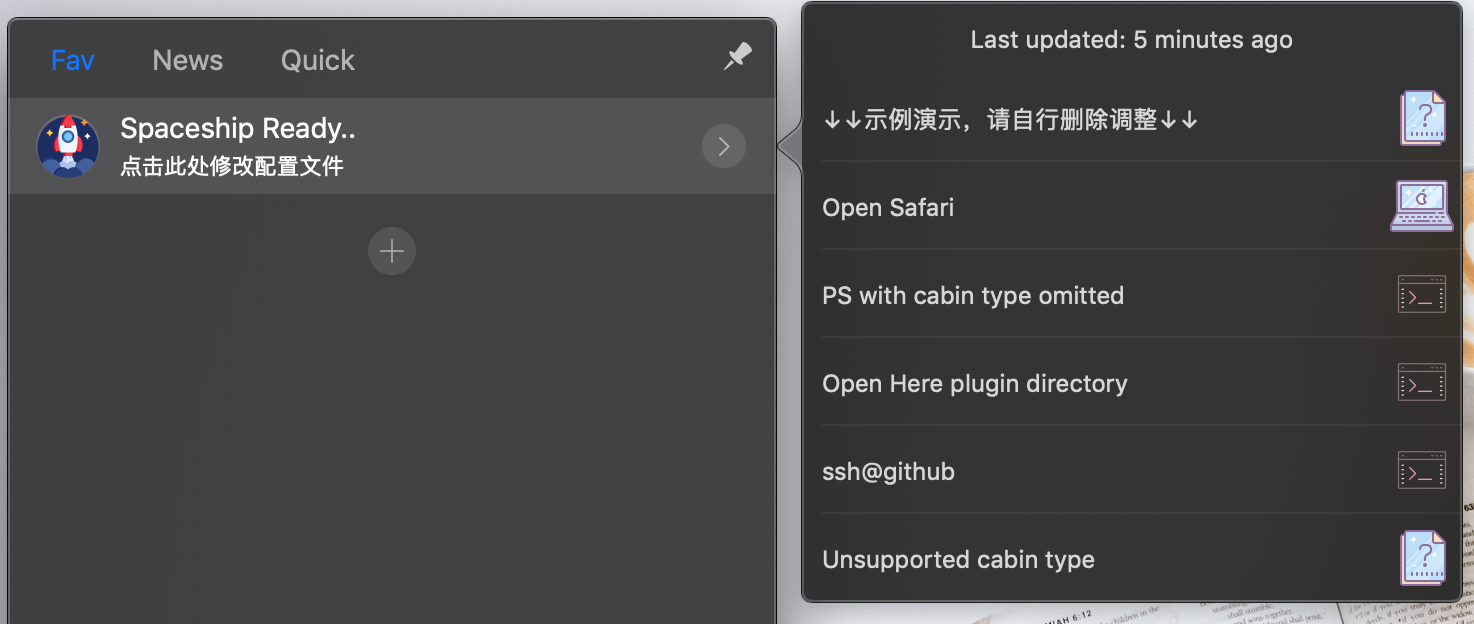 Fav News Quick
Spaceship Ready..
点击此处修改配置文件
Last updated: 5 minutes ago
↓↓示例演示，请自行删除调整↓↓
Open Safari
PS with cabin type omitted
Open Here plugin directory
ssh@github
Unsupported cabin type